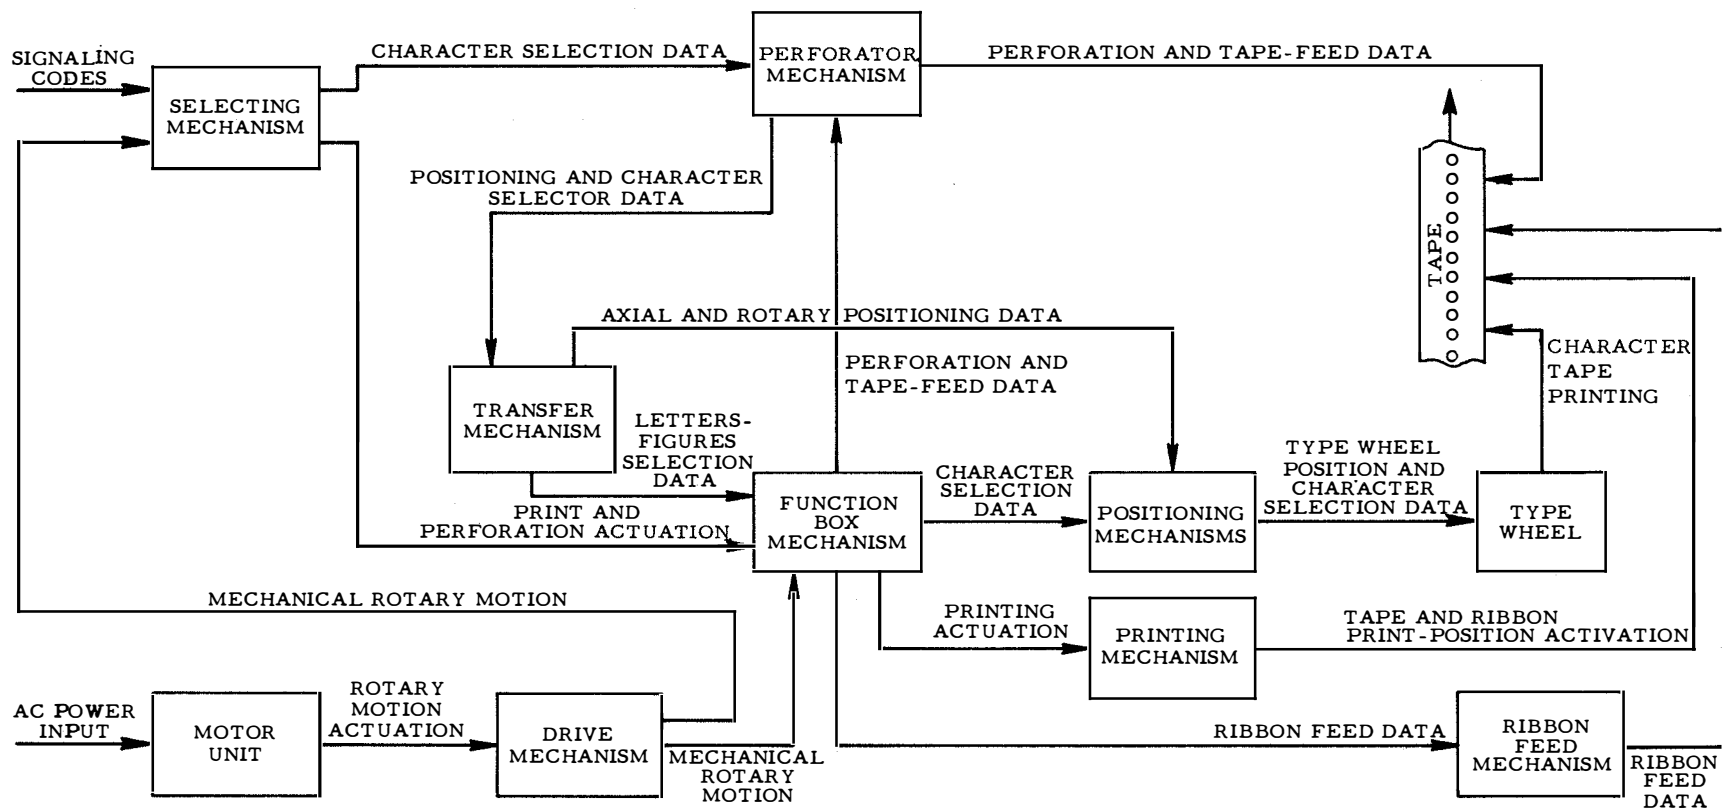 SIGNALING
CODES
SELECTING
MECHANISM
CHARACTER SELECTION DATA
PERFORATOR
MECHANISM
PERFORATION AND TAPE-FEED DATA
POSITIONING AND CHARACTER
SELECTOR DATA
TAPE
AXIAL AND ROTARY POSITIONING DATA
PERFORATION AND
TAPE-FEED DATA
CHARACTER
TAPE
PRINTING
TRANSFER
MECHANISM
LETTERS-
FIGURES
SELECTION
DATA
PRINT AND
PERFORATION ACTUATION
FUNCTION
BOX
MECHANISM
CHARACTER
SELECTION
DATA
POSITIONING
MECHANISMS
TYPE WHEEL
POSITION AND
CHARACTER
SELECTION DATA
TYPE
WHEEL
MECHANICAL ROTARY MOTION
PRINTING
ACTUATION
PRINTING
MECHANISM
TAPE AND RIBBON
PRINT-POSITION ACTIVATION
AC POWER
INPUT
MOTOR
UNIT
ROTARY
MOTION
ACTUATION
DRIVE
MECHANISM
MECHANICAL
ROTARY
MOTION
RIBBON FEED DATA
RIBBON
FEED
MECHANISM
RIBBON
FEED
DATA